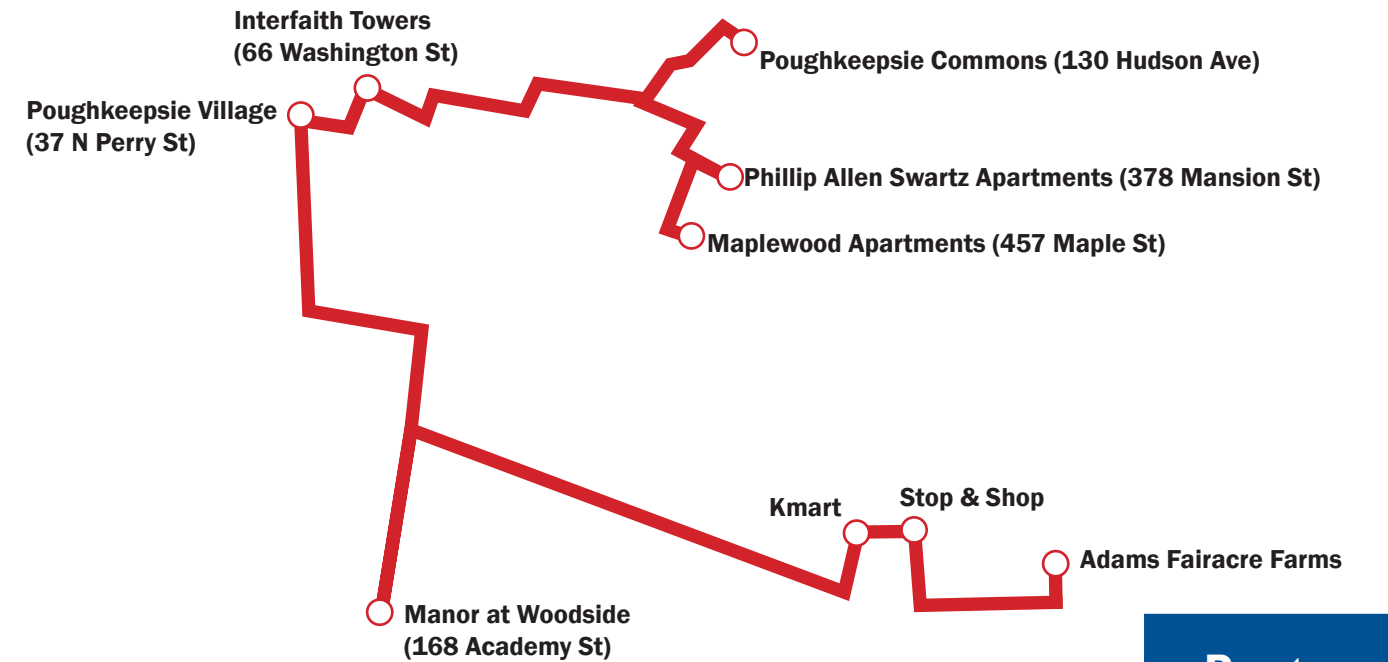 Interfaith Towers
(66 Washington St)
Poughkeepsie Commons (130 Hudson Ave)
Poughkeepsie Village
(37 N Perry St)
Phillip Allen Swartz Apartments (378 Mansion St)
Maplewood Apartments (457 Maple St)
Kmart
Stop & Shop
Adams Fairacre Farms
Manor at Woodside
(168 Academy St)